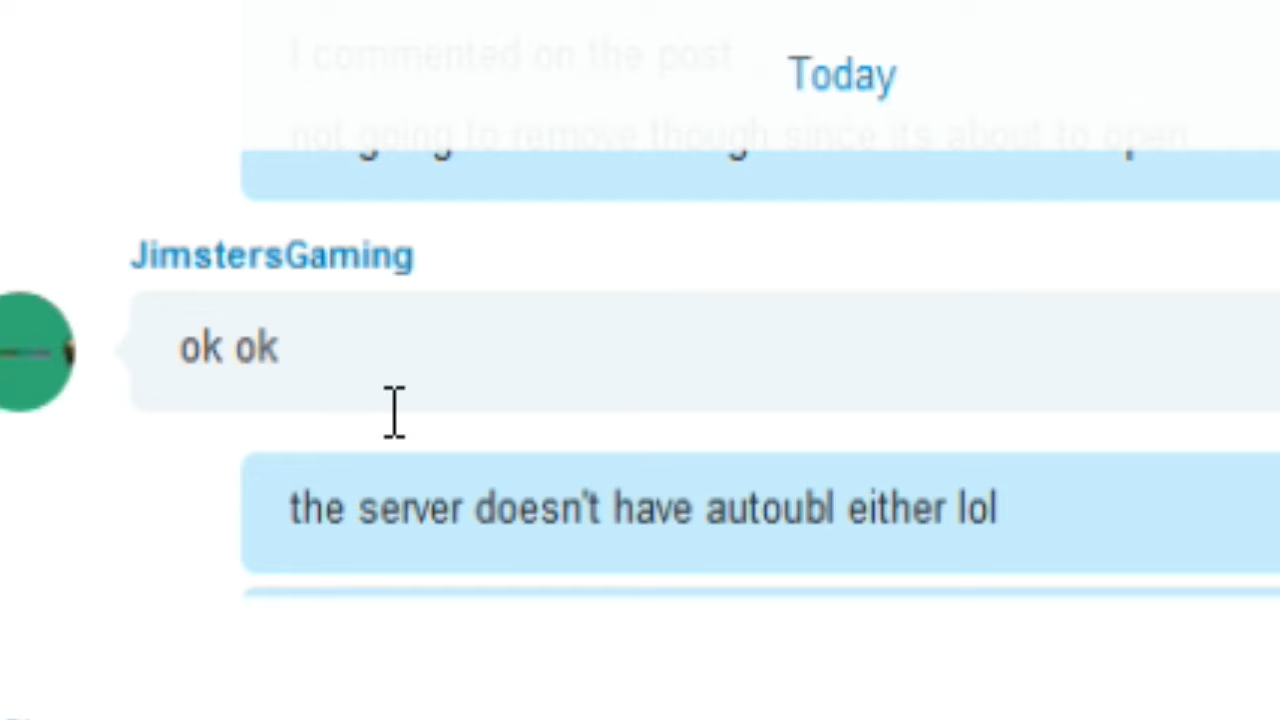 I commented on the post
Today
not going to remove though since its about to open
JimstersGaming
ok ok
the server doesn't have autoubl either lol